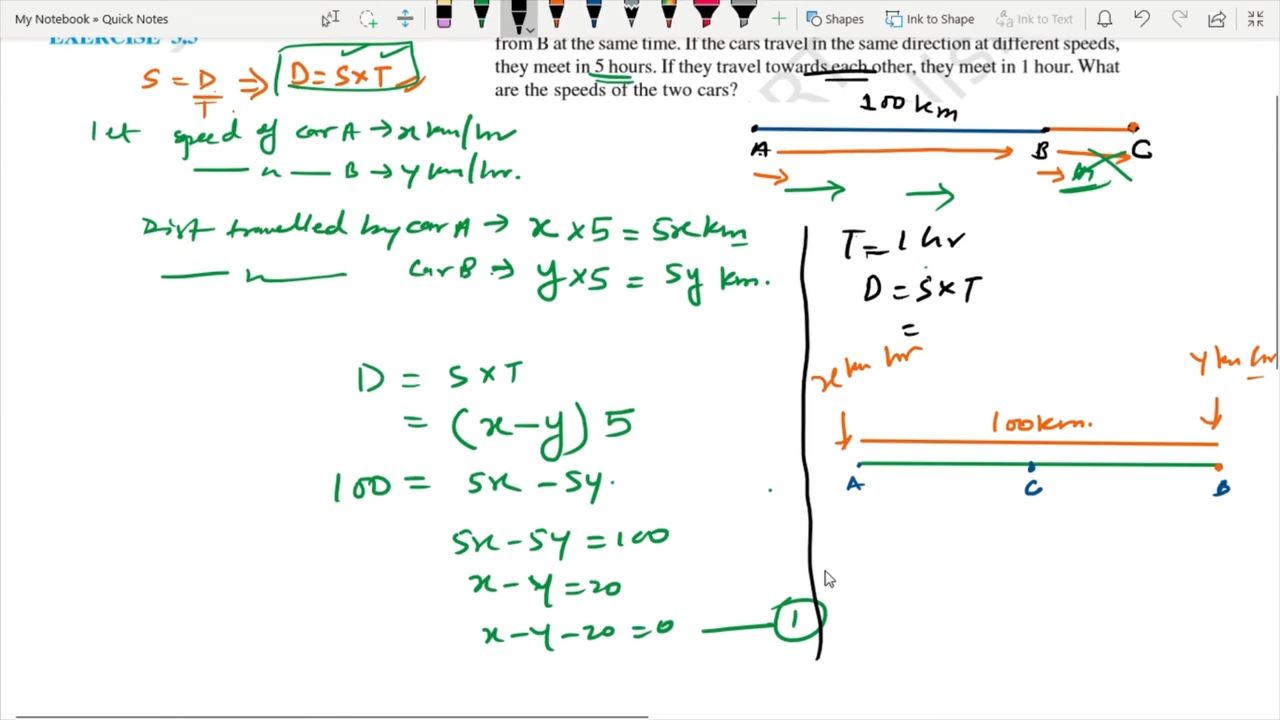 My Notebook » Quick Notes
Shapes
Ink to Shape
Ink to Text
EXERCISE 3.5
from B at the same time. If the cars travel in the same direction at different speeds,
they meet in 5 hours. If they travel towards each other, they meet in 1 hour. What
are the speeds of the two cars?
S = D/T ⇒ D = S×T
let speed of car A → x km/hr
— n — B → y km/hr.
Dist travelled by car A → x × 5 = 5x km
— n — car B → y × 5 = 5y km.
D = S × T
= (x-y) 5
100 = 5x - 5y.
5x - 5y = 100
x - y = 20
x - y - 20 = 0 — 1
100 km
A B C
T = 1 hr
D = S × T
=
x km hr
y km hr
100 km.
A C B